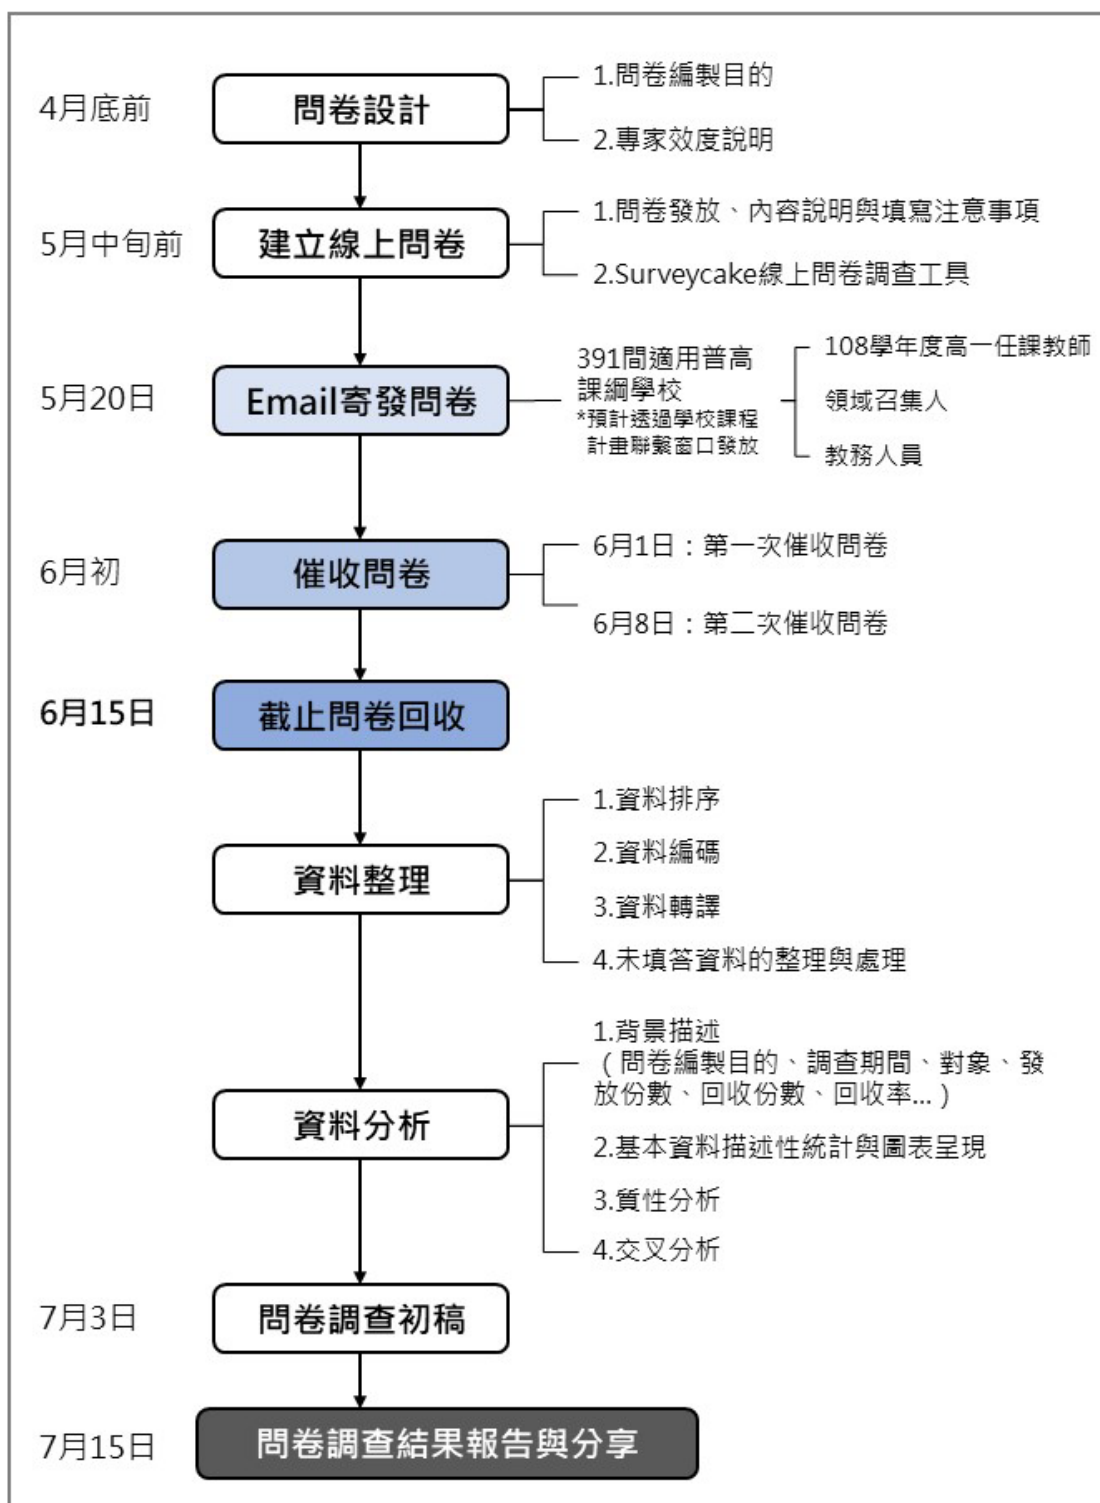 4月底前
問卷設計
1.問卷編製目的
2.專家效度說明
5月中旬前
建立線上問卷
1.問卷發放、內容說明與填寫注意事項
2.Surveycake線上問卷調查工具
5月20日
Email寄發問卷
391間適用普高
課綱學校
*預計透過學校課程
計畫聯繫窗口發放
108學年度高一任課教師
領域召集人
教務人員
6月初
催收問卷
6月1日：第一次催收問卷
6月8日：第二次催收問卷
6月15日
截止問卷回收
資料整理
1.資料排序
2.資料編碼
3.資料轉譯
4.未填答資料的整理與處理
資料分析
1.背景描述
（問卷編製目的、調查期間、對象、發
放份數、回收份數、回收率…）
2.基本資料描述性統計與圖表呈現
3.質性分析
4.交叉分析
7月3日
問卷調查初稿
7月15日
問卷調查結果報告與分享